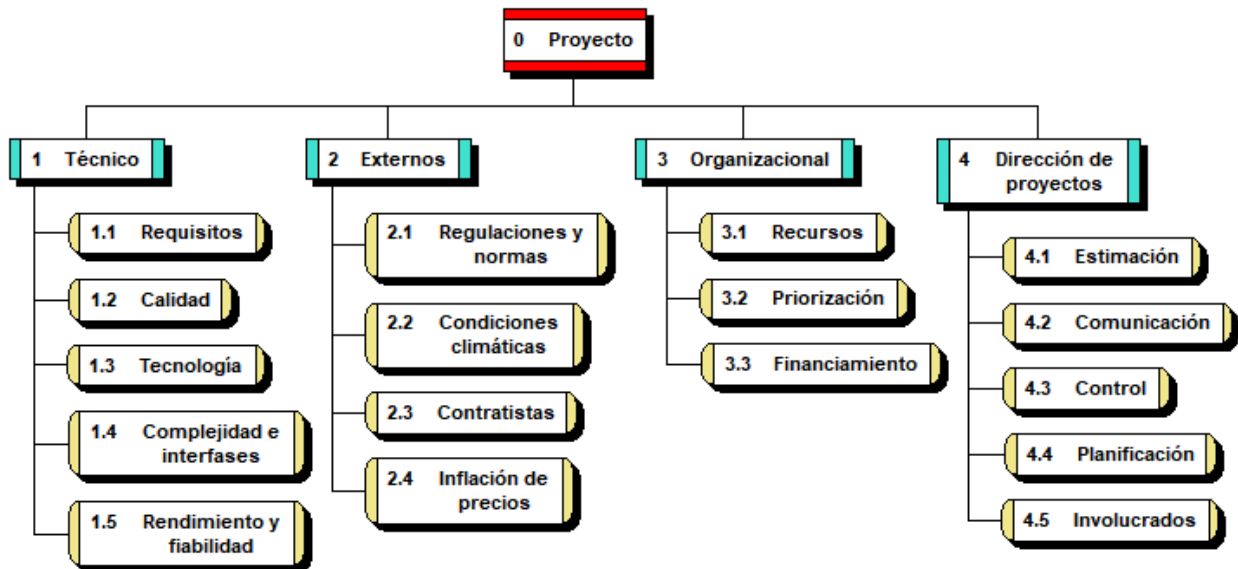 0 Proyecto
1 Técnico
2 Externos
3 Organizacional
4 Dirección de
proyectos
1.1 Requisitos
1.2 Calidad
1.3 Tecnología
1.4 Complejidad e
interfases
1.5 Rendimiento y
fiabilidad
2.1 Regulaciones y
normas
2.2 Condiciones
climáticas
2.3 Contratistas
2.4 Inflación de
precios
3.1 Recursos
3.2 Priorización
3.3 Financiamiento
4.1 Estimación
4.2 Comunicación
4.3 Control
4.4 Planificación
4.5 Involucrados